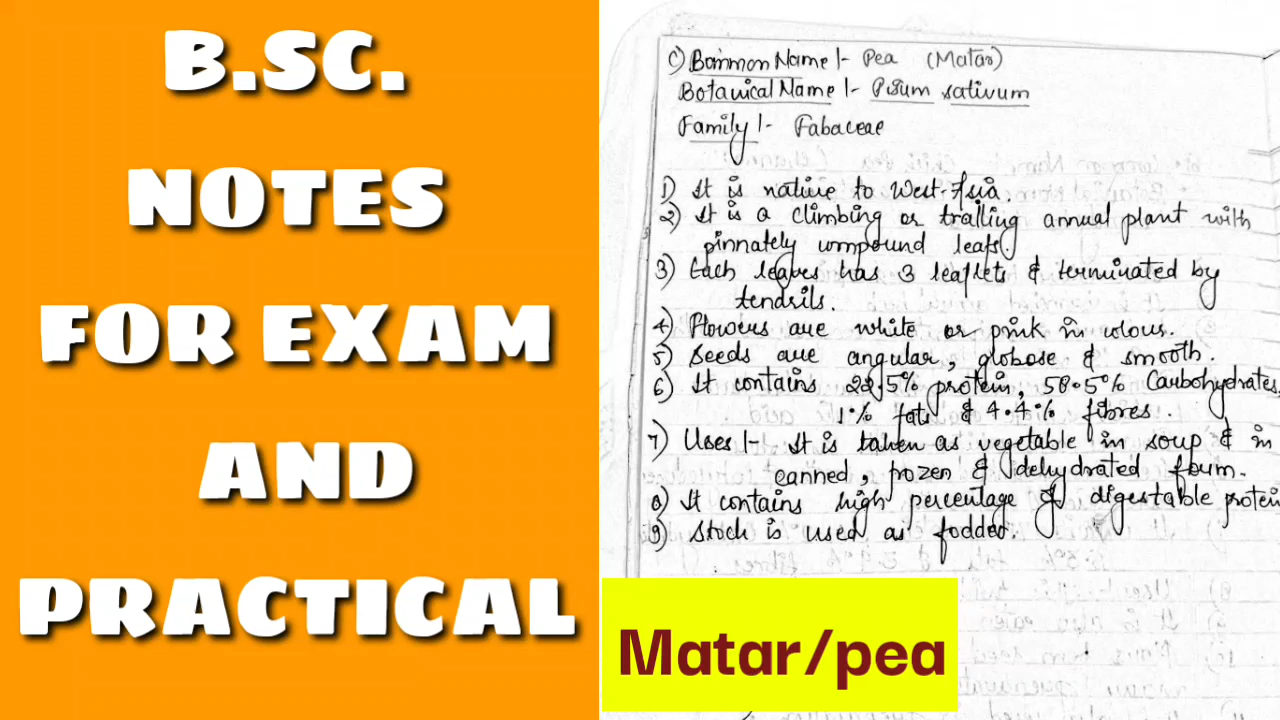 B.SC.
NOTES
FOR EXAM
AND
PRACTICAL
C) Common Name :- Pea (Matar)
Botanical Name :- Pisum sativum
Family :- Fabaceae
1) It is native to West-Asia.
2) It is a climbing or trailing annual plant with
pinnately compound leafs.
3) Each leaves has 3 leaflets & terminated by
tendrils.
4) Flowers are white or pink in colour.
5) Seeds are angular, globose & smooth.
6) It contains 22.5% protein, 58.5% Carbohydrates,
1.% fats & 4.4.% fibres.
7) Uses :- It is taken as vegetable in soup & in
canned, frozen & dehydrated foum.
8) It contains high percentage of digestable protein
9) Stock is used as fodder.
Matar/pea